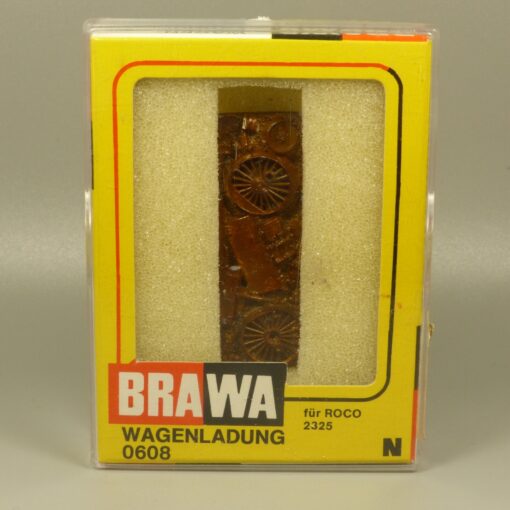 BRAWA
WAGENLADUNG
0608
für ROCO
2325
N